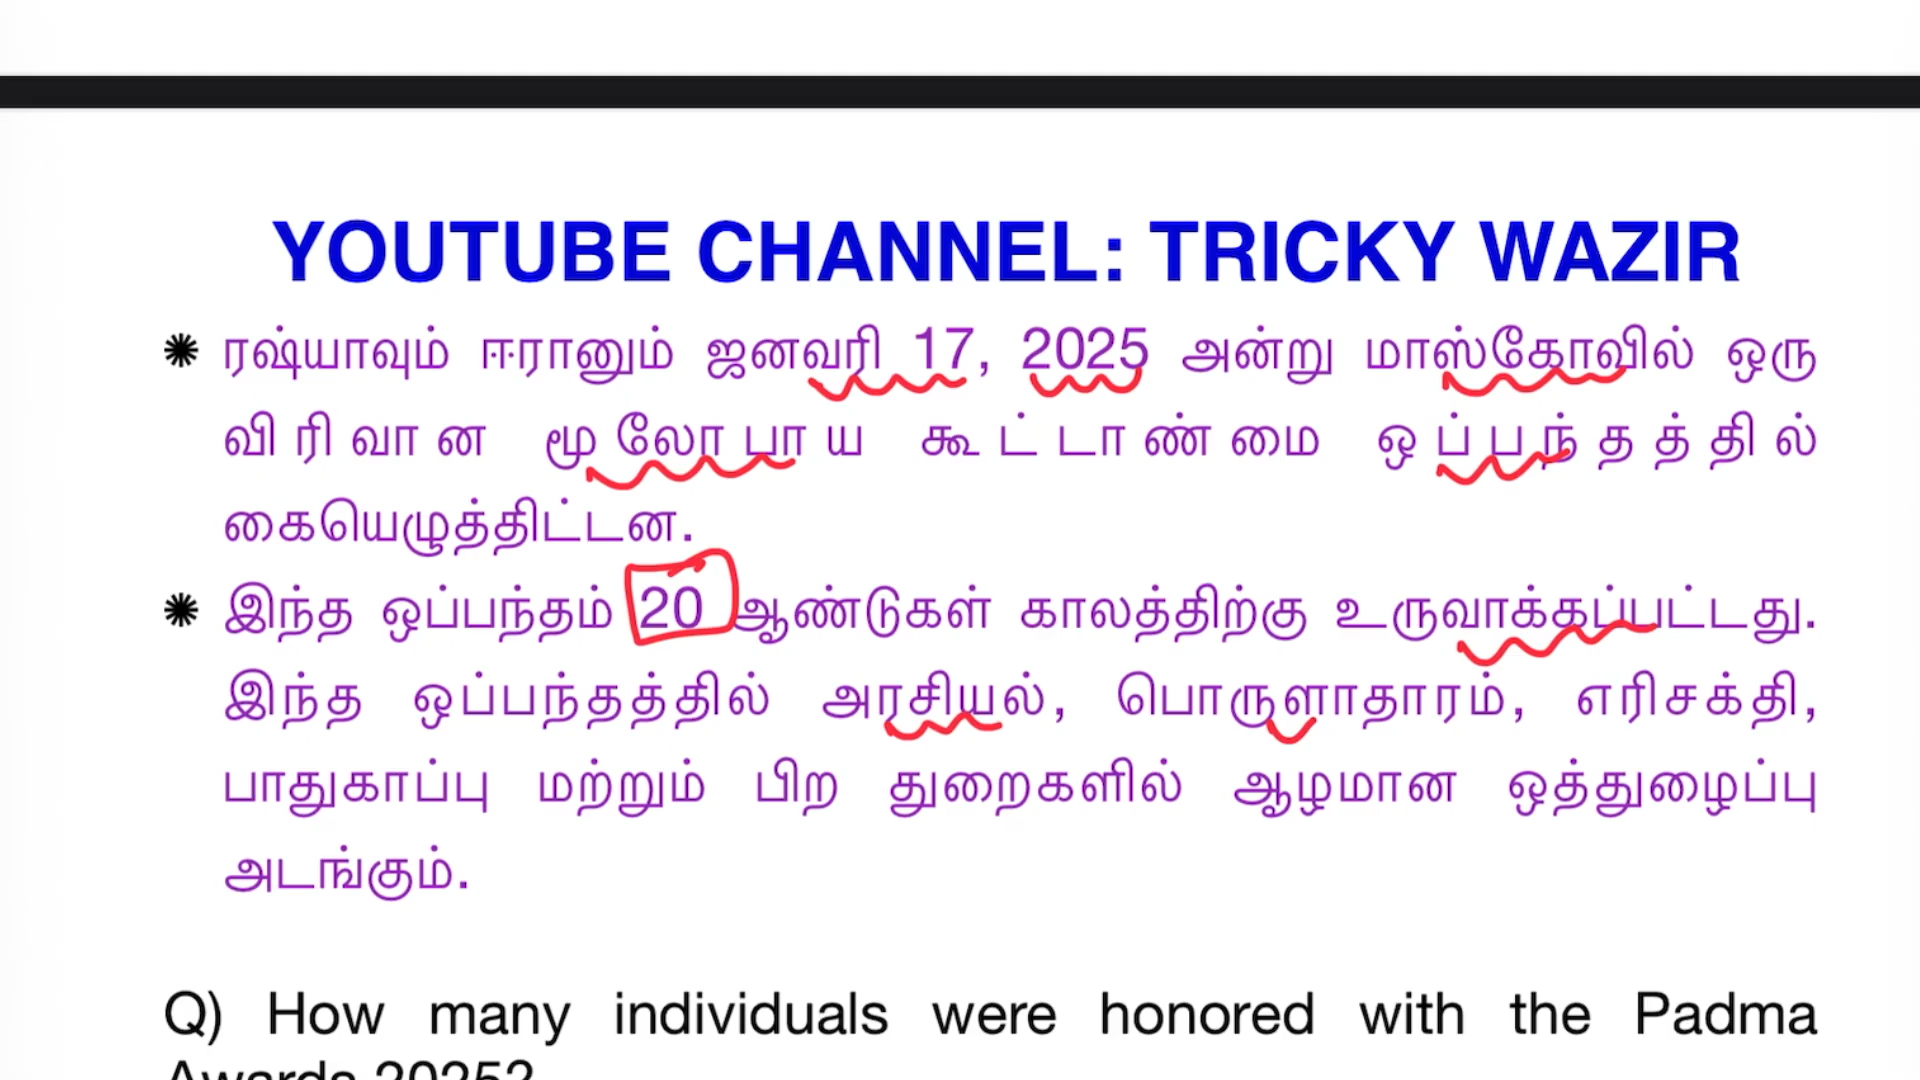 YOUTUBE CHANNEL: TRICKY WAZIR
✺ ரஷ்யாவும் ஈரானும் ஜனவரி 17, 2025 அன்று மாஸ்கோவில் ஒரு
விரிவான மூலோபாய கூட்டாண்மை ஒப்பந்தத்தில்
கையெழுத்திட்டன.
✺ இந்த ஒப்பந்தம் 20 ஆண்டுகள் காலத்திற்கு உருவாக்கப்பட்டது.
இந்த ஒப்பந்தத்தில் அரசியல், பொருளாதாரம், எரிசக்தி,
பாதுகாப்பு மற்றும் பிற துறைகளில் ஆழமான ஒத்துழைப்பு
அடங்கும்.
Q) How many individuals were honored with the Padma
Awards 2025?